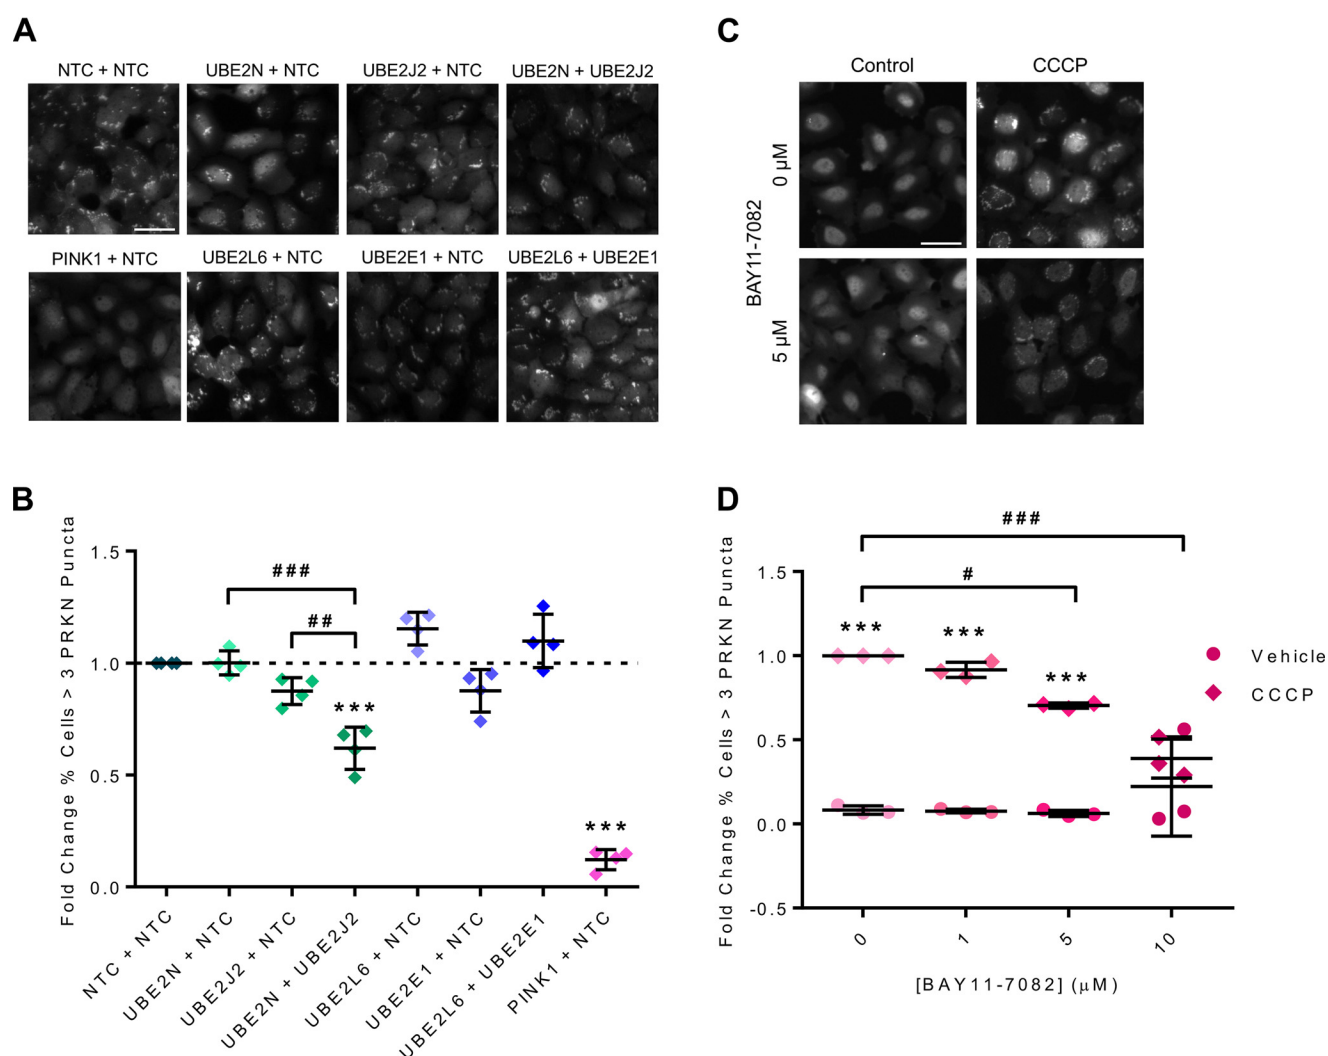 A
NTC + NTC
UBE2N + NTC
UBE2J2 + NTC
UBE2N + UBE2J2
PINK1 + NTC
UBE2L6 + NTC
UBE2E1 + NTC
UBE2L6 + UBE2E1
C
Control
CCCP
BAY11-7082
0 µM
5 µM
B
Fold Change % Cells > 3 PRKN Puncta
1.5
1.0
0.5
0.0
###
##
***
***
NTC + NTC
UBE2N + NTC
UBE2J2 + NTC
UBE2N + UBE2J2
UBE2L6 + NTC
UBE2E1 + NTC
UBE2L6 + UBE2E1
PINK1 + NTC
D
Fold Change % Cells > 3 PRKN Puncta
1.5
1.0
0.5
0.0
-0.5
###
#
***
***
***
Vehicle
CCCP
0
1
5
10
[BAY11-7082] (µM)